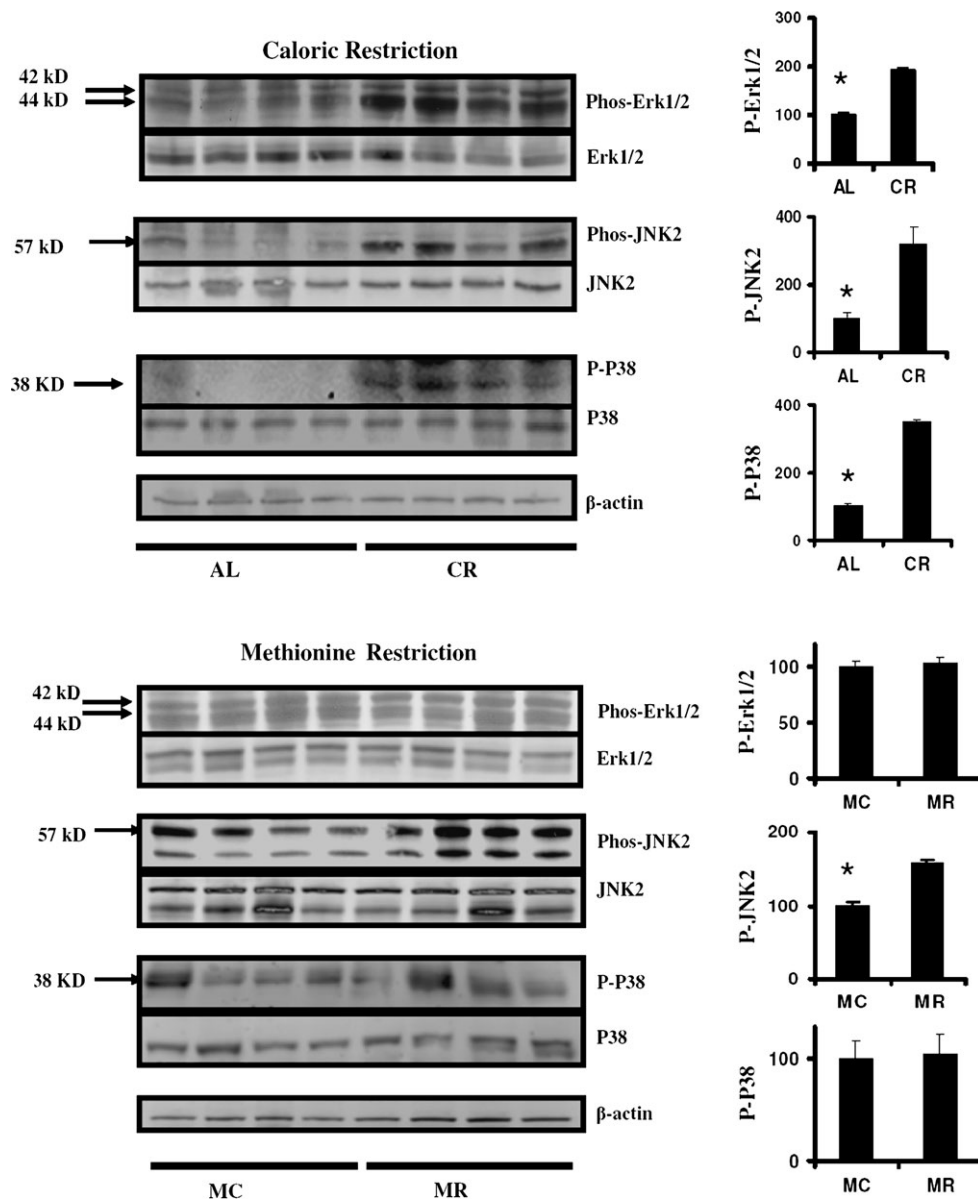 Caloric Restriction
42 kD
44 kD
Phos-Erk1/2
Erk1/2
57 kD
Phos-JNK2
JNK2
38 KD
P-P38
P38
β-actin
AL
CR
P-Erk1/2
300
200
100
0
*
AL
CR
P-JNK2
400
200
0
*
AL
CR
P-P38
400
200
0
*
AL
CR
Methionine Restriction
42 kD
44 kD
Phos-Erk1/2
Erk1/2
57 kD
Phos-JNK2
JNK2
38 KD
P-P38
P38
β-actin
MC
MR
P-Erk1/2
100
50
0
MC
MR
P-JNK2
200
100
0
*
MC
MR
P-P38
100
0
MC
MR